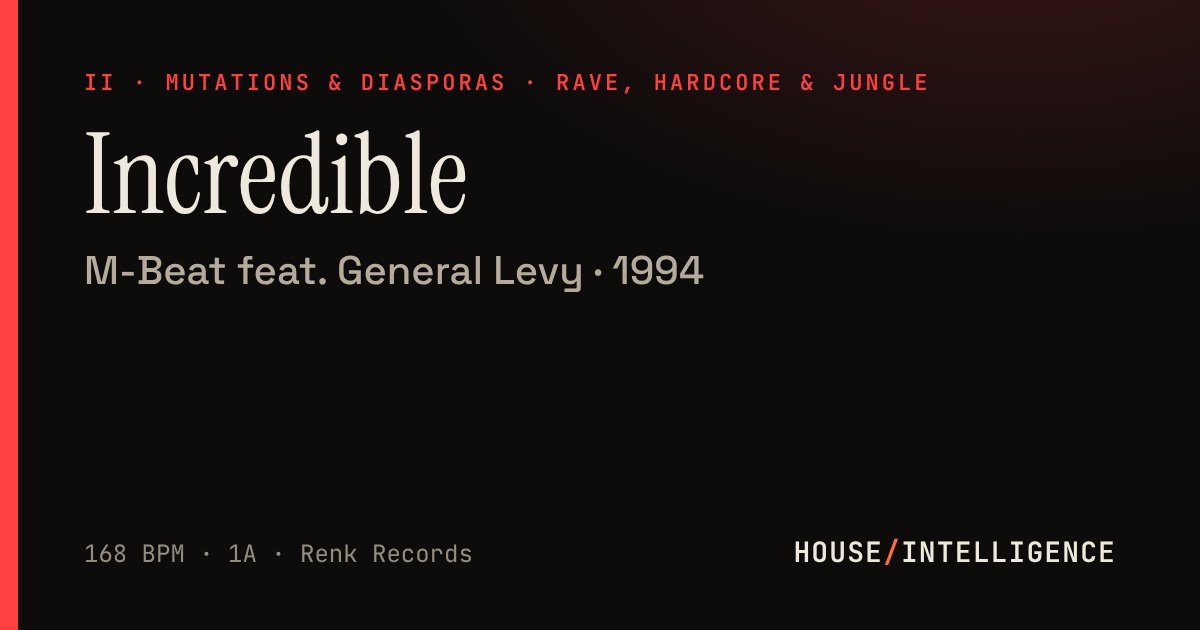 II · MUTATIONS & DIASPORAS · RAVE, HARDCORE & JUNGLE
Incredible
M-Beat feat. General Levy · 1994
168 BPM · 1A · Renk Records
HOUSE/INTELLIGENCE